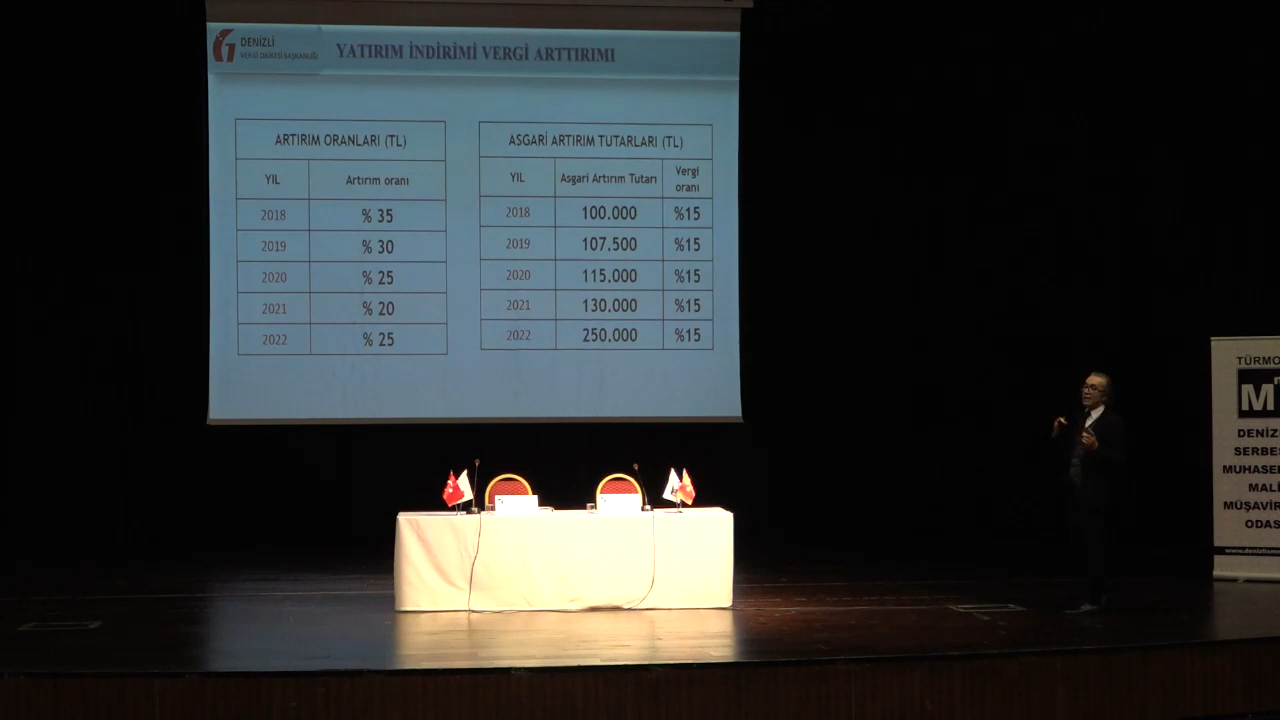 DENİZLİ
VERGİ DAİRESİ BAŞKANLIĞI
YATIRIM İNDİRİMİ VERGİ ARTTIRIMI
ARTIRIM ORANLARI (TL)
YIL Artırım oranı
2018 % 35
2019 % 30
2020 % 25
2021 % 20
2022 % 25
ASGARİ ARTIRIM TUTARLARI (TL)
YIL Asgari Artırım Tutarı Vergi oranı
2018 100.000 %15
2019 107.500 %15
2020 115.000 %15
2021 130.000 %15
2022 250.000 %15
TÜRMO
M
DENİZ
SERBES
MUHASE
MALİ
MÜŞAVİR
ODAS
www.denizlism